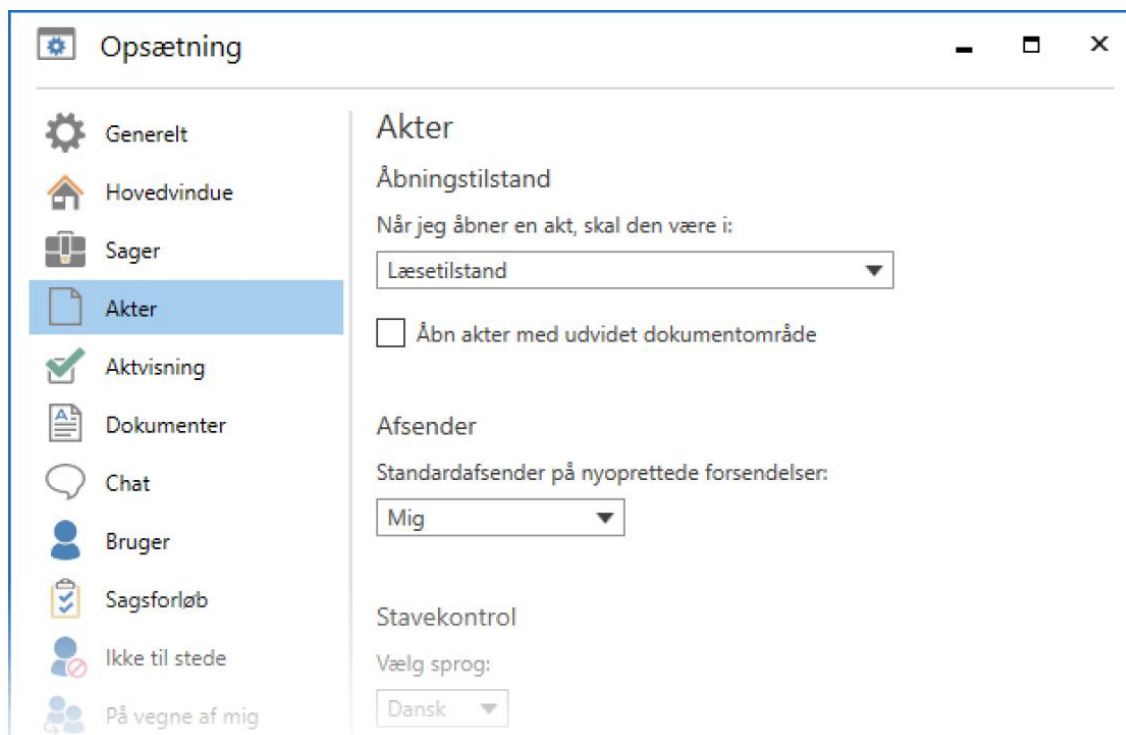 Opsætning
Generelt
Hovedvindue
Sager
Akter
Aktvisning
Dokumenter
Chat
Bruger
Sagsforløb
Ikke til stede
På vegne af mig
Akter
Åbningstilstand
Når jeg åbner en akt, skal den være i:
Læsetilstand
Åbn akter med udvidet dokumentområde
Afsender
Standardafsender på nyoprettede forsendelser:
Mig
Stavekontrol
Vælg sprog:
Dansk